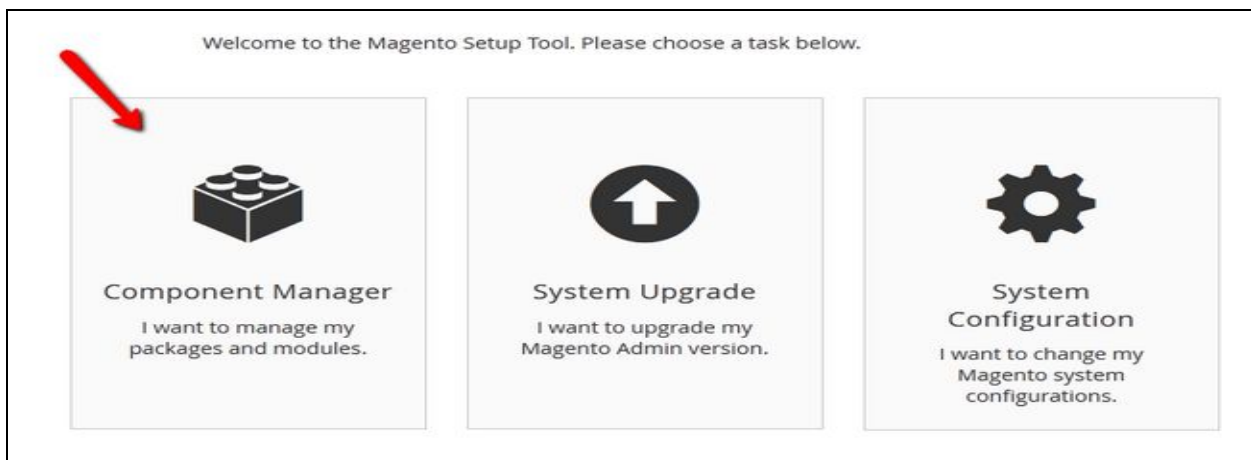 Welcome to the Magento Setup Tool. Please choose a task below.
Component Manager
I want to manage my
packages and modules.
System Upgrade
I want to upgrade my
Magento Admin version.
System
Configuration
I want to change my
Magento system
configurations.